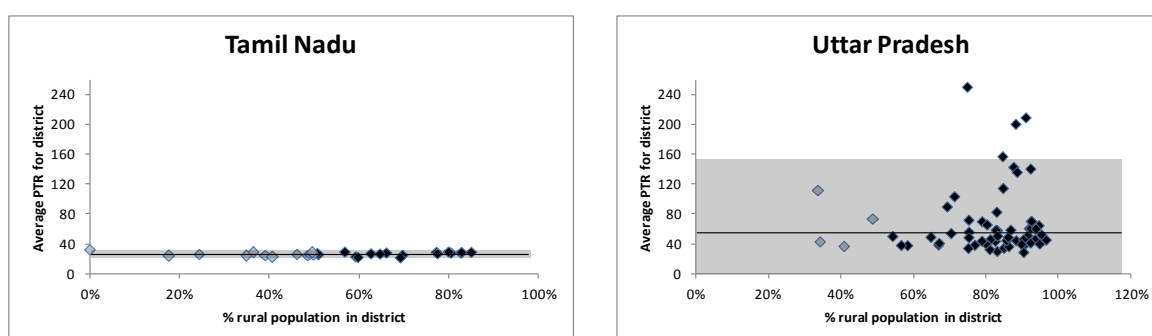 Tamil Nadu
Average PTR for district
240
200
160
120
80
40
0
0% 20% 40% 60% 80% 100%
% rural population in district
Uttar Pradesh
Average PTR for district
240
200
160
120
80
40
0
0% 20% 40% 60% 80% 100% 120%
% rural population in district